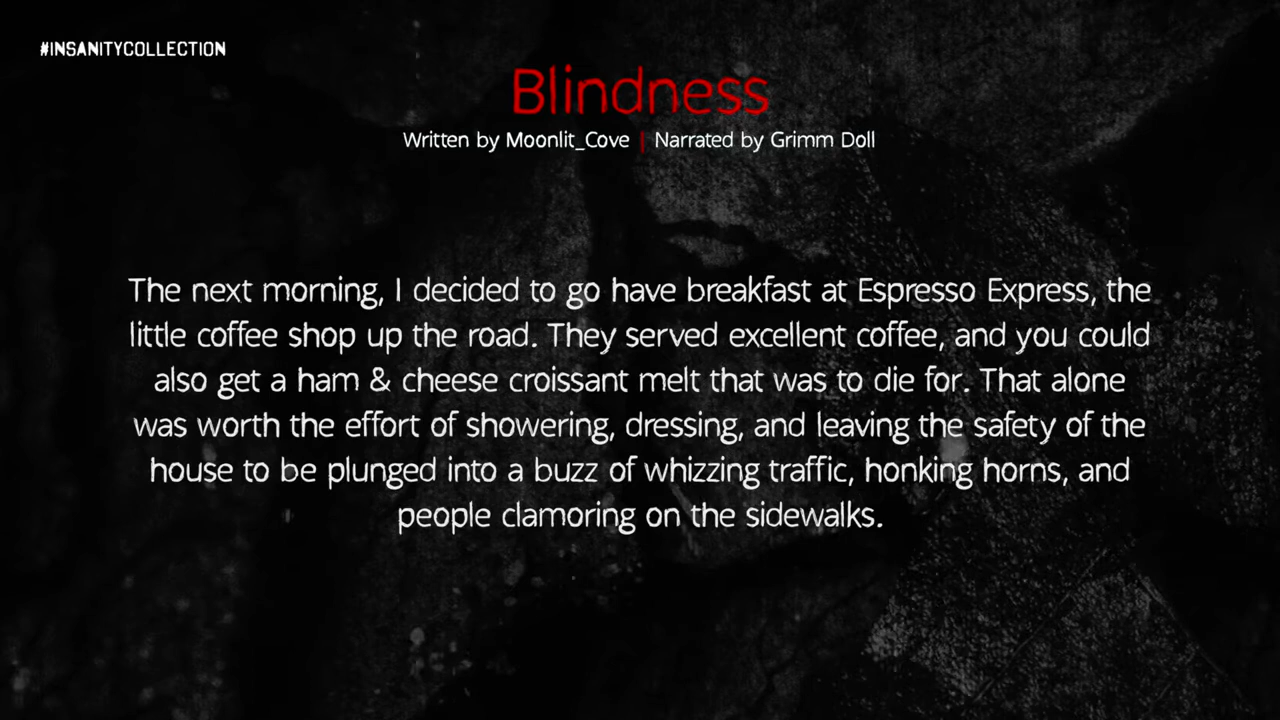 #INSANITYCOLLECTION
Blindness
Written by Moonlit_Cove | Narrated by Grimm Doll
The next morning, I decided to go have breakfast at Espresso Express, the
little coffee shop up the road. They served excellent coffee, and you could
also get a ham & cheese croissant melt that was to die for. That alone
was worth the effort of showering, dressing, and leaving the safety of the
house to be plunged into a buzz of whizzing traffic, honking horns, and
people clamoring on the sidewalks.